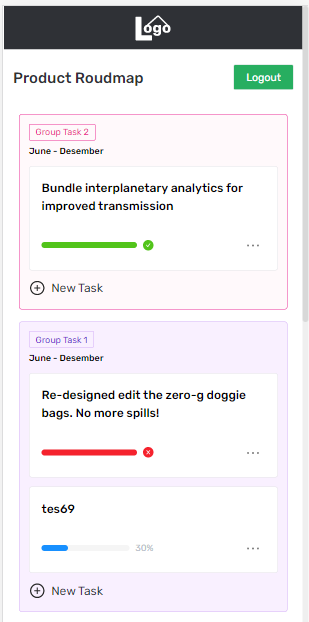 Logo
Product Roudmap
Logout
Group Task 2
June - Desember
Bundle interplanetary analytics for
improved transmission
New Task
Group Task 1
June - Desember
Re-designed edit the zero-g doggie
bags. No more spills!
tes69
30%
New Task